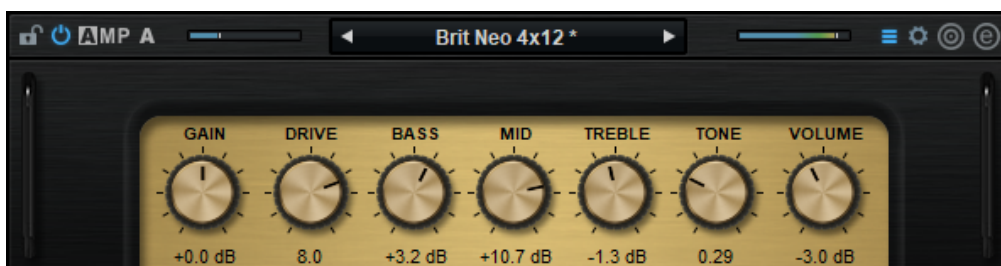 AMP A
Brit Neo 4x12 *
GAIN DRIVE BASS MID TREBLE TONE VOLUME
+0.0 dB 8.0 +3.2 dB +10.7 dB -1.3 dB 0.29 -3.0 dB